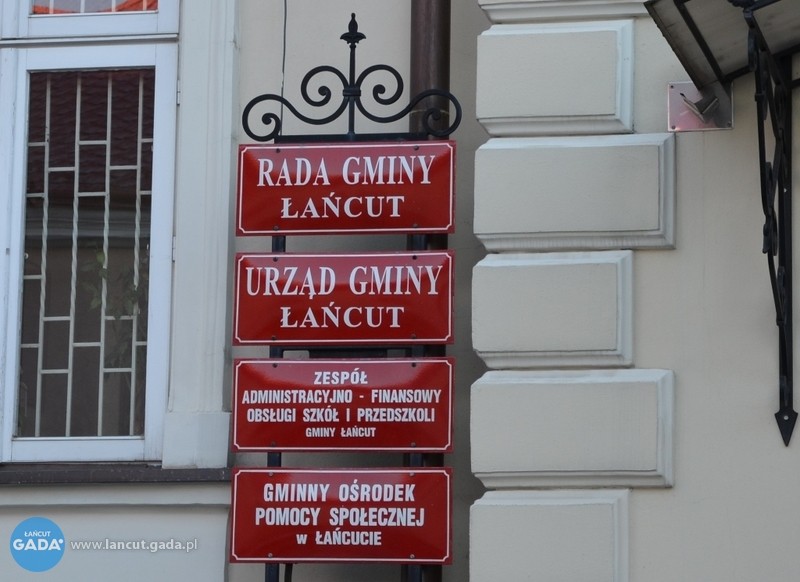 RADA GMINY
ŁAŃCUT
URZĄD GMINY
ŁAŃCUT
ZESPÓŁ
ADMINISTRACYJNO - FINANSOWY
OBSŁUGI SZKÓŁ I PRZEDSZKOLI
GMINY ŁAŃCUT
GMINNY OŚRODEK
POMOCY SPOŁECZNEJ
w ŁAŃCUCIE
ŁAŃCUT
GADA
www.lancut.gada.pl